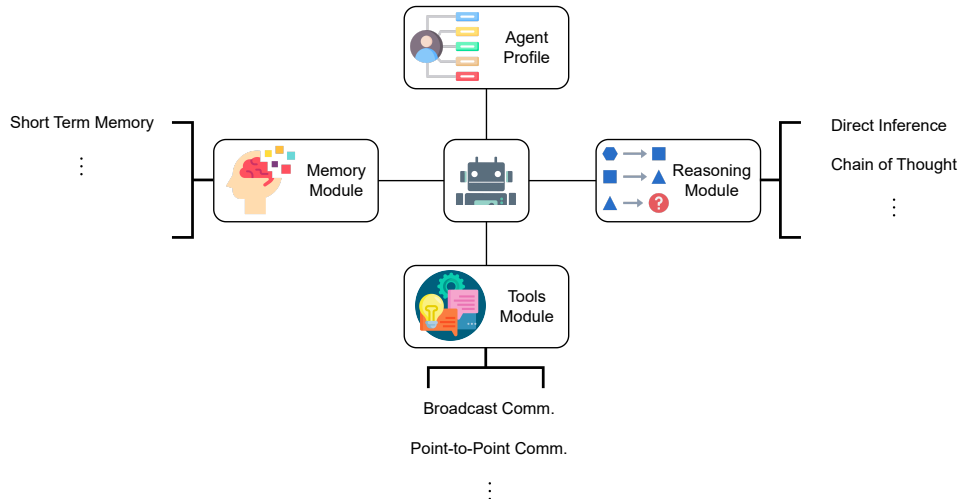 Agent
Profile
Short Term Memory
⋮
Memory
Module
Reasoning
Module
?
Direct Inference
Chain of Thought
⋮
Tools
Module
Broadcast Comm.
Point-to-Point Comm.
⋮